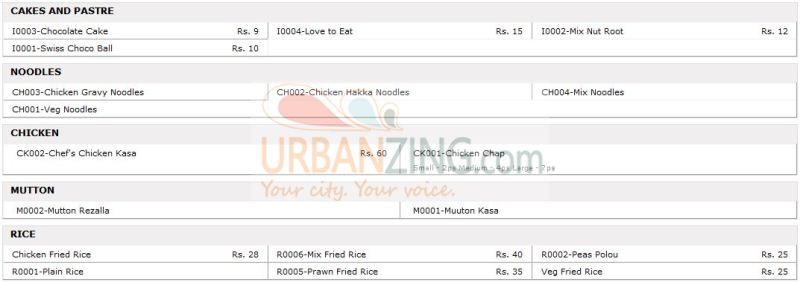 CAKES AND PASTRE
I0003-Chocolate Cake Rs. 9 I0004-Love to Eat Rs. 15 I0002-Mix Nut Root Rs. 12
I0001-Swiss Choco Ball Rs. 10
NOODLES
CH003-Chicken Gravy Noodles CH002-Chicken Hakka Noodles CH004-Mix Noodles
CH001-Veg Noodles
CHICKEN
CK002-Chef's Chicken Kasa Rs. 60 CK001-Chicken Chap
Small - 2ps Medium - 4ps Large - 7ps
URBANZING.com
Your city. Your voice.
MUTTON
M0002-Mutton Rezalla M0001-Muuton Kasa
RICE
Chicken Fried Rice Rs. 28 R0006-Mix Fried Rice Rs. 40 R0002-Peas Polou Rs. 25
R0001-Plain Rice R0005-Prawn Fried Rice Rs. 35 Veg Fried Rice Rs. 25